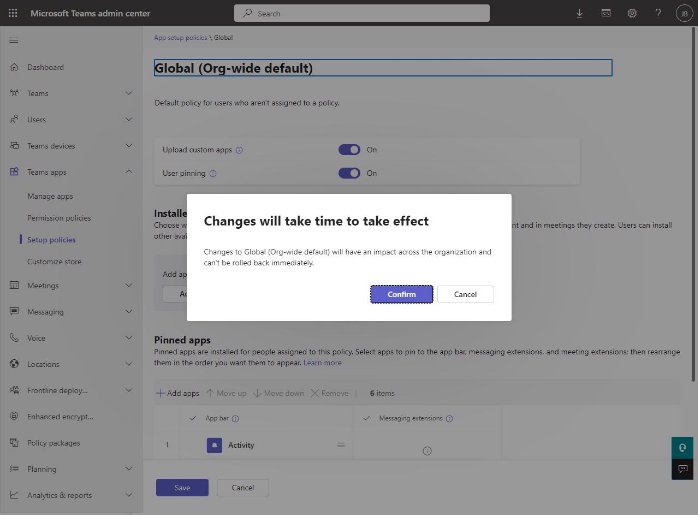 Microsoft Teams admin center
Search
JB
Dashboard
Teams
Users
Teams devices
Teams apps
Manage apps
Permission policies
Setup policies
Customize store
Meetings
Messaging
Voice
Locations
Frontline deploy...
Enhanced encrypt...
Policy packages
Planning
Analytics & reports
App setup policies \ Global
Global (Org-wide default)
Default policy for users who aren't assigned to a policy.
Upload custom apps On
User pinning On
Installe
Choose w
nt and in meetings they create. Users can install
other avai
Add ap
Changes will take time to take effect
Changes to Global (Org-wide default) will have an impact across the organization and
can't be rolled back immediately.
Confirm Cancel
Pinned apps
Pinned apps are installed for people assigned to this policy. Select apps to pin to the app bar, messaging extensions, and meeting extensions; then rearrange
them in the order you want them to appear. Learn more
Add apps Move up Move down Remove | 6 items
App bar Messaging extensions
1 Activity
Save Cancel